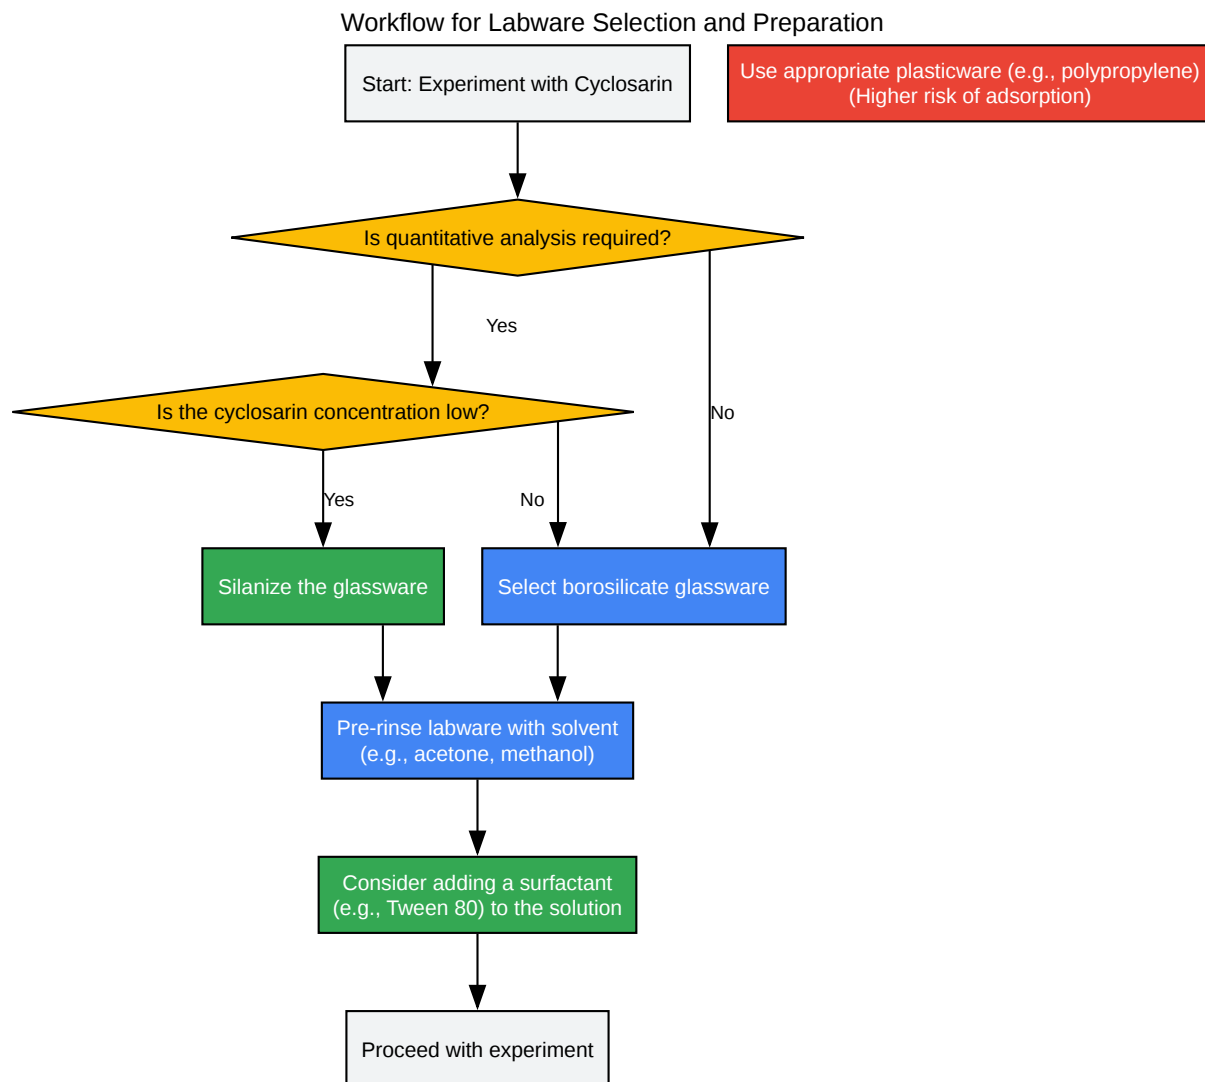 Workflow for Labware Selection and Preparation
Start: Experiment with Cyclosarin
Use appropriate plasticware (e.g., polypropylene)
(Higher risk of adsorption)
Is quantitative analysis required?
Yes
Is the cyclosarin concentration low?
No
Yes
No
Silanize the glassware
Select borosilicate glassware
Pre-rinse labware with solvent
(e.g., acetone, methanol)
Consider adding a surfactant
(e.g., Tween 80) to the solution
Proceed with experiment